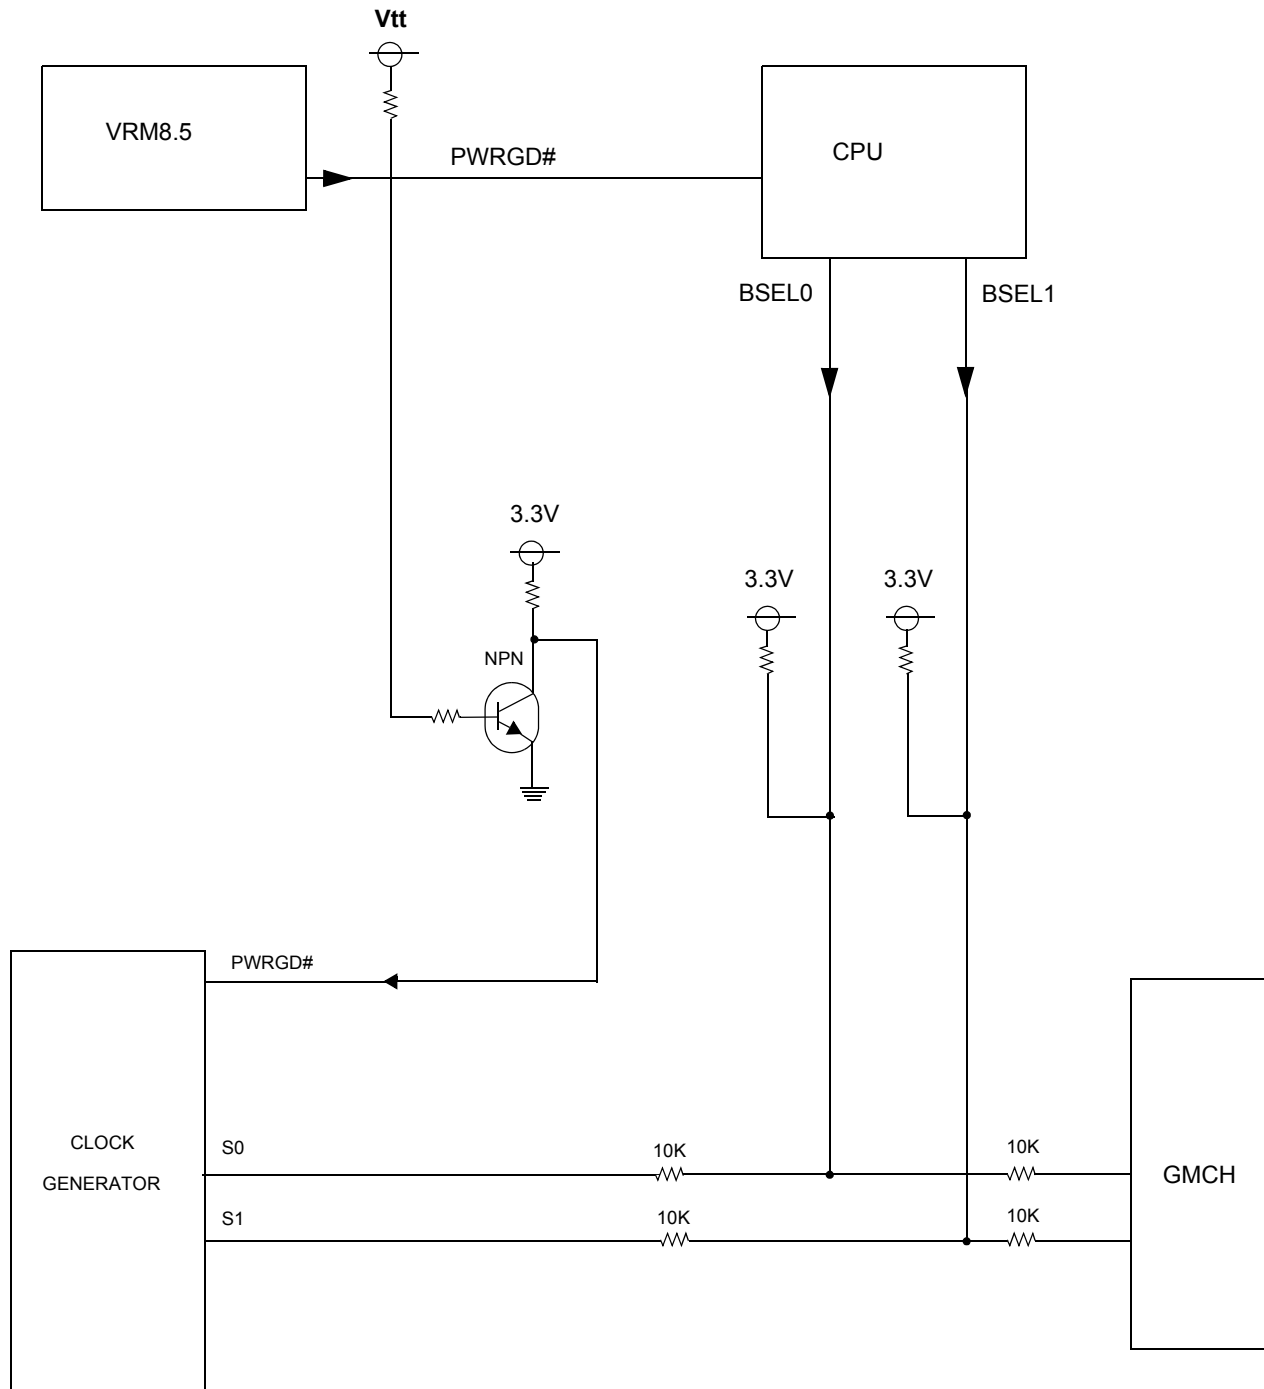 Vtt
VRM8.5
PWRGD#
CPU
BSEL0
BSEL1
3.3V
3.3V
3.3V
NPN
PWRGD#
CLOCK
GENERATOR
S0
10K
10K
GMCH
S1
10K
10K